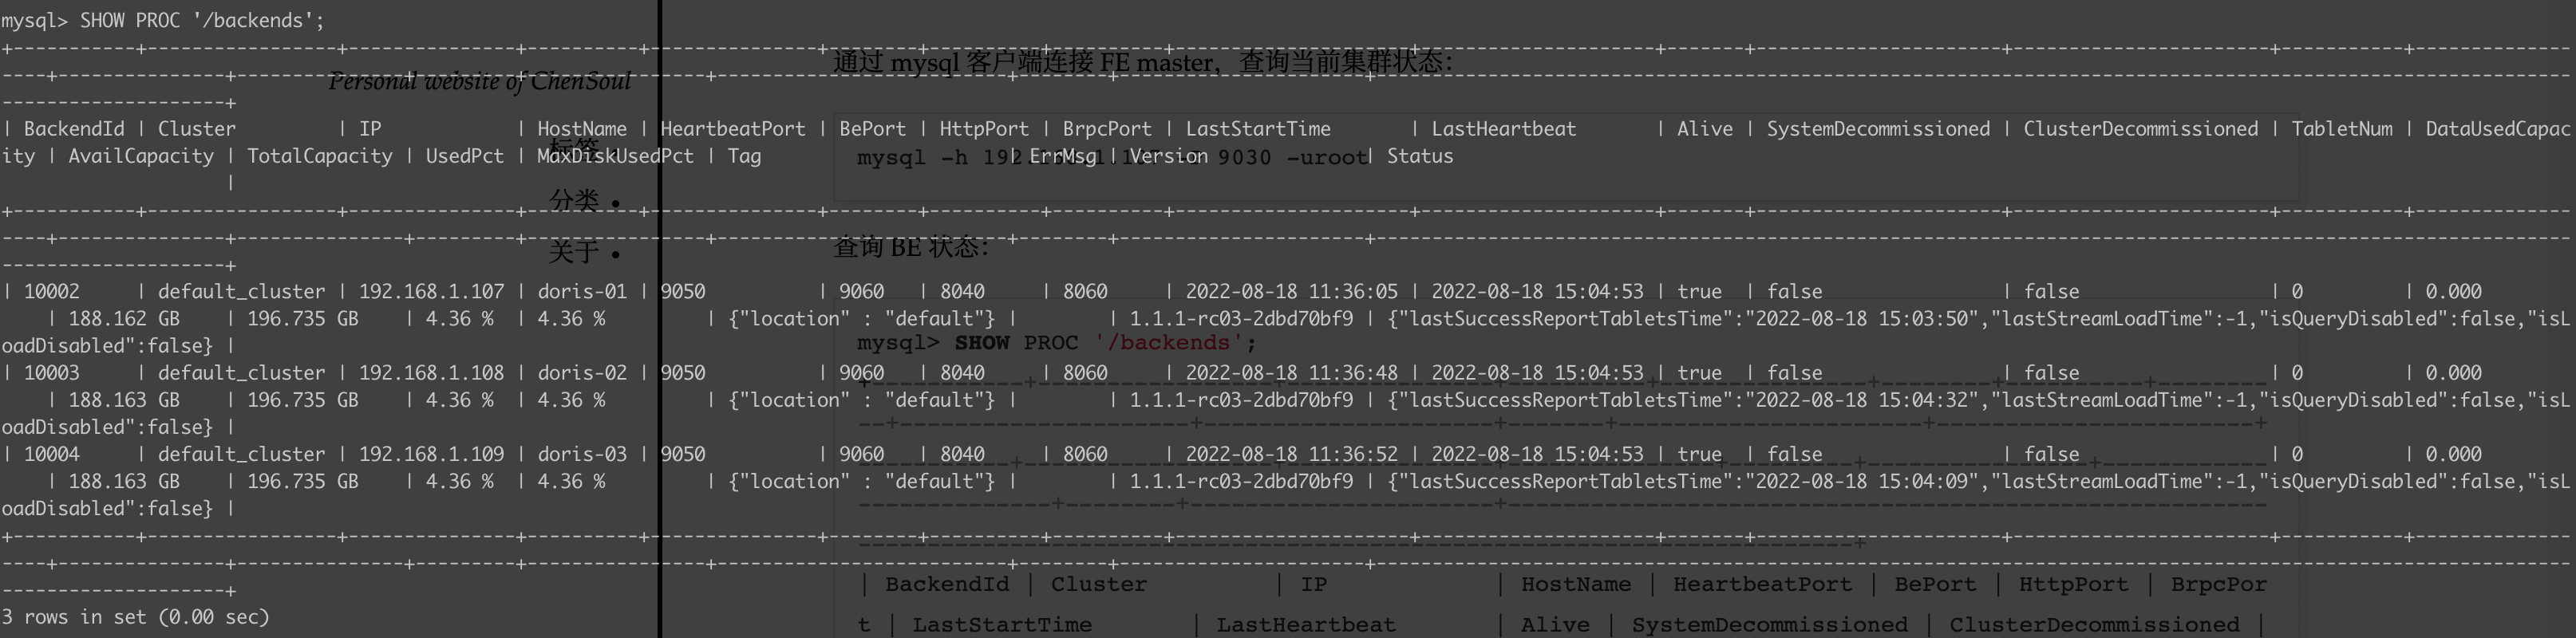 mysql> SHOW PROC '/backends';
+-----------+------------------+----------------+----------+---------------+--------+----------+----------+---------------------+---------------------+-------+----------------------+-----------------------+-----------+--------------
----+---------------+---------------+---------+----------------+--------------------------+--------+--------------------+-----------------------------------------------------------------------------------------------------------
--------------------+
| BackendId | Cluster | IP | HostName | HeartbeatPort | BePort | HttpPort | BrpcPort | LastStartTime | LastHeartbeat | Alive | SystemDecommissioned | ClusterDecommissioned | TabletNum | DataUsedCapac
ity | AvailCapacity | TotalCapacity | UsedPct | MaxDiskUsedPct | Tag | ErrMsg | Version | Status
|
| 10002 | default_cluster | 192.168.1.107 | doris-01 | 9050 | 9060 | 8040 | 8060 | 2022-08-18 11:36:05 | 2022-08-18 15:04:53 | true | false | false | 0 | 0.000
| 188.162 GB | 196.735 GB | 4.36 % | 4.36 % | {"location" : "default"} | | 1.1.1-rc03-2dbd70bf9 | {"lastSuccessReportTabletsTime":"2022-08-18 15:03:50","lastStreamLoadTime":-1,"isQueryDisabled":false,"isL
oadDisabled":false} |
| 10003 | default_cluster | 192.168.1.108 | doris-02 | 9050 | 9060 | 8040 | 8060 | 2022-08-18 11:36:48 | 2022-08-18 15:04:53 | true | false | false | 0 | 0.000
| 188.163 GB | 196.735 GB | 4.36 % | 4.36 % | {"location" : "default"} | | 1.1.1-rc03-2dbd70bf9 | {"lastSuccessReportTabletsTime":"2022-08-18 15:04:32","lastStreamLoadTime":-1,"isQueryDisabled":false,"isL
oadDisabled":false} |
| 10004 | default_cluster | 192.168.1.109 | doris-03 | 9050 | 9060 | 8040 | 8060 | 2022-08-18 11:36:52 | 2022-08-18 15:04:53 | true | false | false | 0 | 0.000
| 188.163 GB | 196.735 GB | 4.36 % | 4.36 % | {"location" : "default"} | | 1.1.1-rc03-2dbd70bf9 | {"lastSuccessReportTabletsTime":"2022-08-18 15:04:09","lastStreamLoadTime":-1,"isQueryDisabled":false,"isL
oadDisabled":false} |
3 rows in set (0.00 sec)
Personal website of ChenSoul
标签
分类 •
关于 •
通过 mysql 客户端连接 FE master，查询当前集群状态：
mysql -h 9030 -uroot
查询 BE 状态：
mysql> SHOW PROC '/backends';
| BackendId | Cluster | IP | HostName | HeartbeatPort | BePort | HttpPort | BrpcPor
t | LastStartTime | LastHeartbeat | Alive | SystemDecommissioned | ClusterDecommissioned |